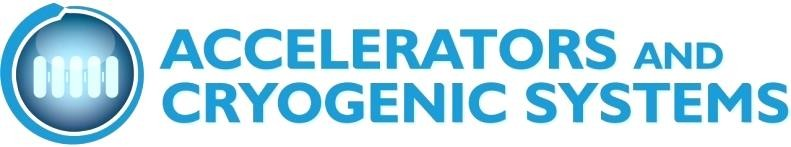 ACCELERATORS AND
CRYOGENIC SYSTEMS